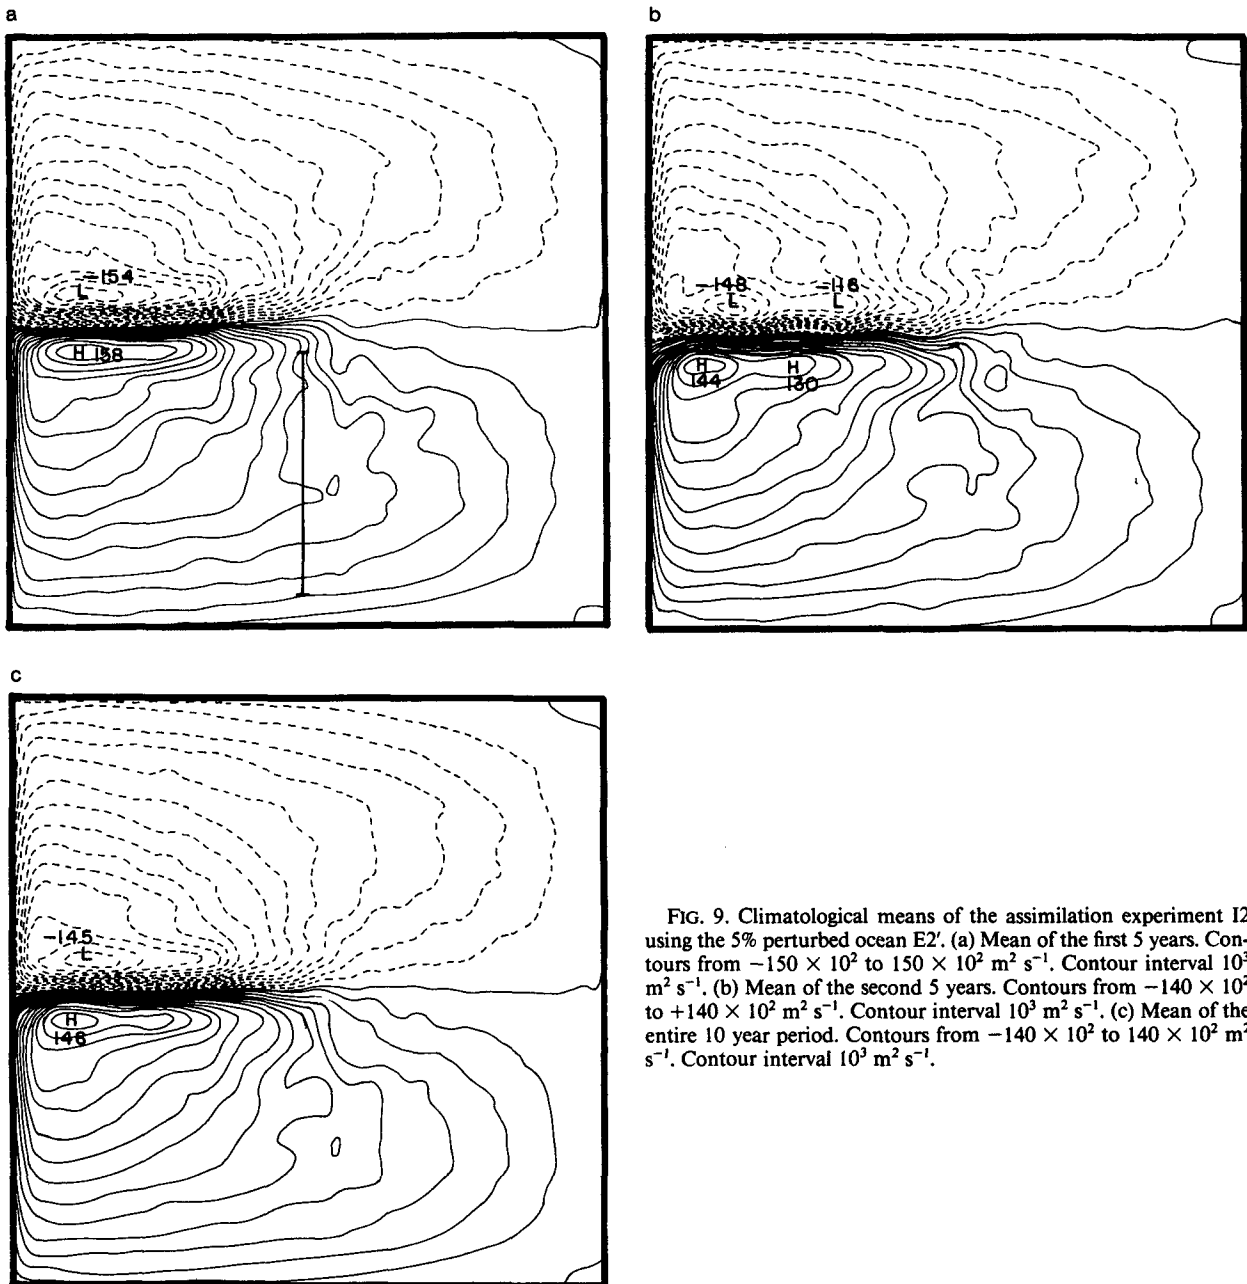 a
b
-154
L
H 158
-148
L
-116
L
H
144
H
130
c
-145
L
H
146
FIG. 9. Climatological means of the assimilation experiment I2
using the 5% perturbed ocean E2′. (a) Mean of the first 5 years. Con-
tours from −150 × 10² to 150 × 10² m² s⁻¹. Contour interval 10³
m² s⁻¹. (b) Mean of the second 5 years. Contours from −140 × 10²
to +140 × 10² m² s⁻¹. Contour interval 10³ m² s⁻¹. (c) Mean of the
entire 10 year period. Contours from −140 × 10² to 140 × 10² m²
s⁻¹. Contour interval 10³ m² s⁻¹.